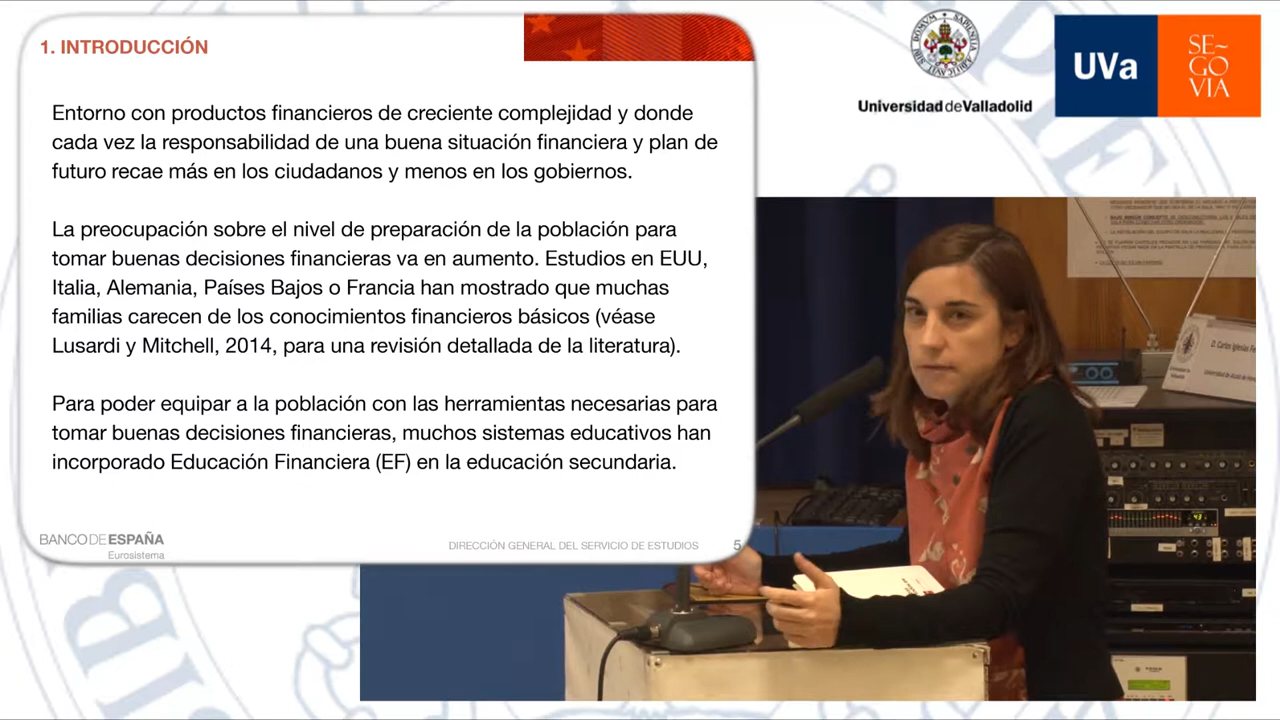 1. INTRODUCCIÓN
Entorno con productos financieros de creciente complejidad y donde
cada vez la responsabilidad de una buena situación financiera y plan de
futuro recae más en los ciudadanos y menos en los gobiernos.
La preocupación sobre el nivel de preparación de la población para
tomar buenas decisiones financieras va en aumento. Estudios en EUU,
Italia, Alemania, Países Bajos o Francia han mostrado que muchas
familias carecen de los conocimientos financieros básicos (véase
Lusardi y Mitchell, 2014, para una revisión detallada de la literatura).
Para poder equipar a la población con las herramientas necesarias para
tomar buenas decisiones financieras, muchos sistemas educativos han
incorporado Educación Financiera (EF) en la educación secundaria.
BANCODEESPAÑA
Eurosistema
DIRECCIÓN GENERAL DEL SERVICIO DE ESTUDIOS
5
Universidad deValladolid
UVa
SE~
GO
VIA
D. Carlos Iglesias